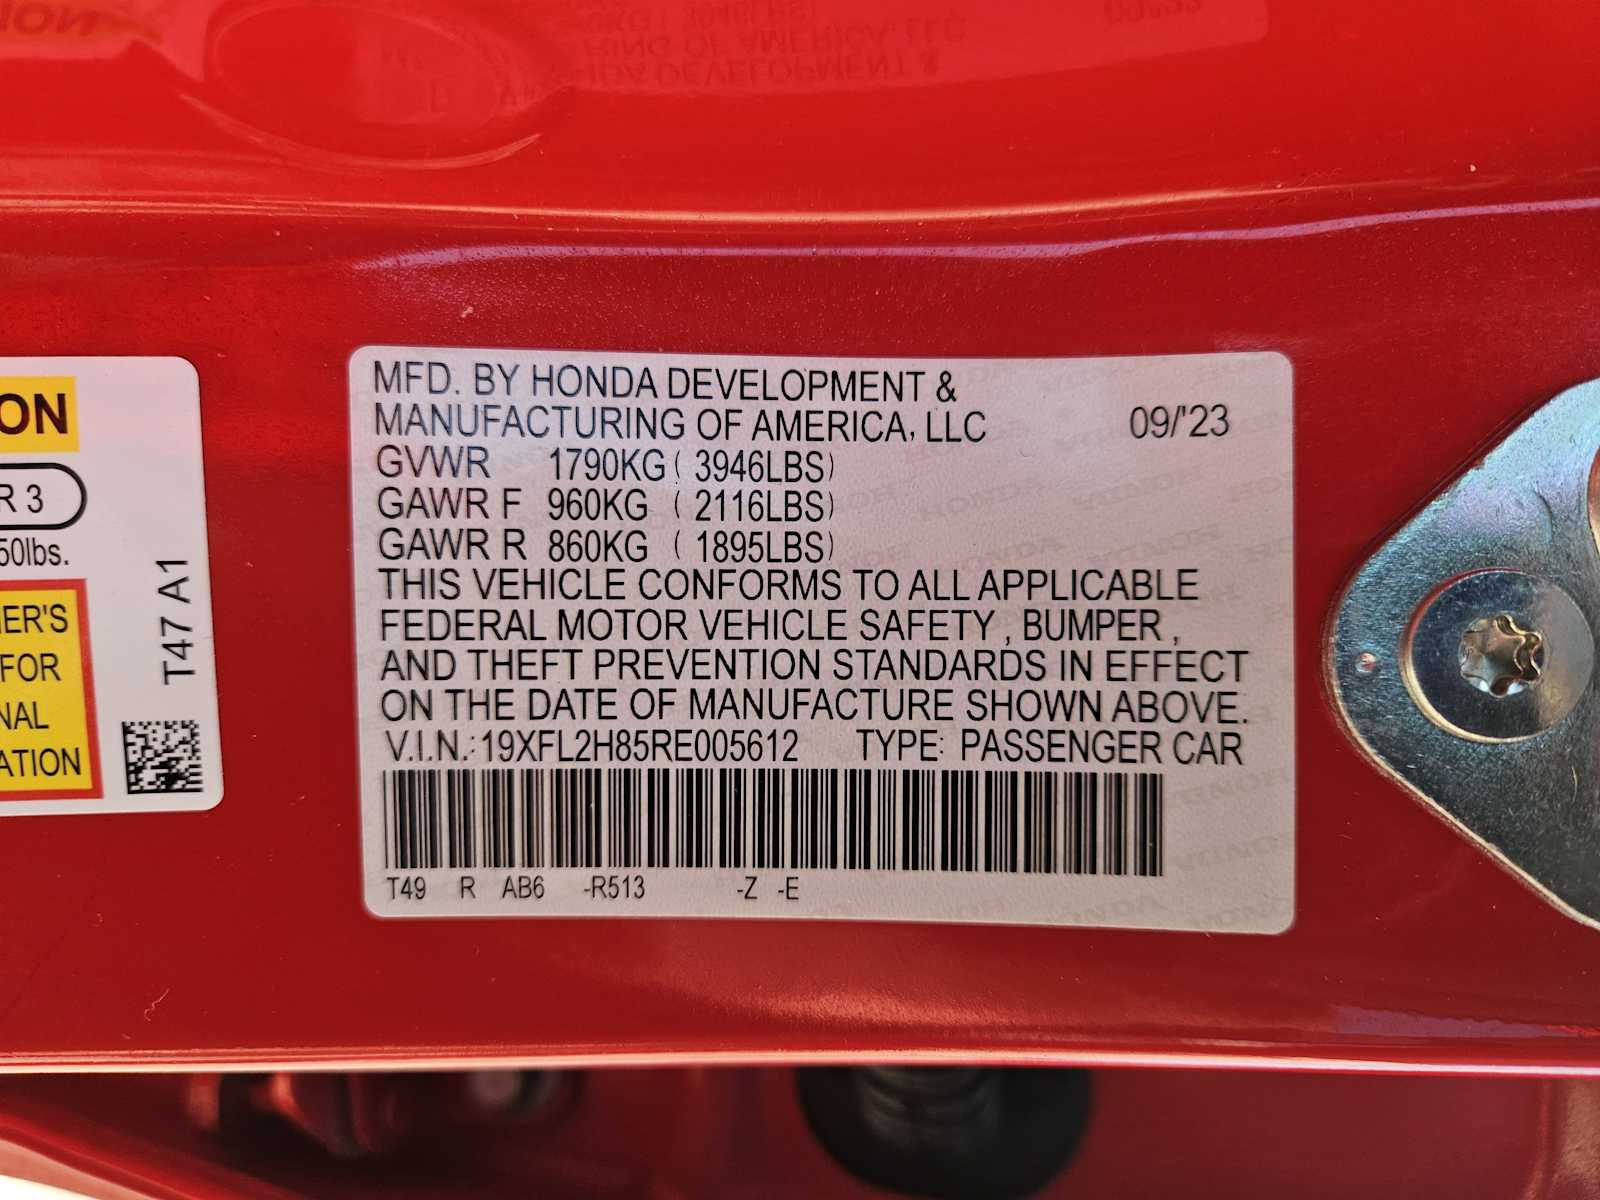 MFD. BY HONDA DEVELOPMENT &
MANUFACTURING OF AMERICA, LLC 09/'23
GVWR 1790KG ( 3946LBS)
GAWR F 960KG ( 2116LBS)
GAWR R 860KG ( 1895LBS)
THIS VEHICLE CONFORMS TO ALL APPLICABLE
FEDERAL MOTOR VEHICLE SAFETY , BUMPER ,
AND THEFT PREVENTION STANDARDS IN EFFECT
ON THE DATE OF MANUFACTURE SHOWN ABOVE.
V.I.N.: 19XFL2H85RE005612 TYPE: PASSENGER CAR
T49 R AB6 -R513 -Z -E
ON
R 3
50lbs.
ER'S
FOR
NAL
ATION
T47 A1